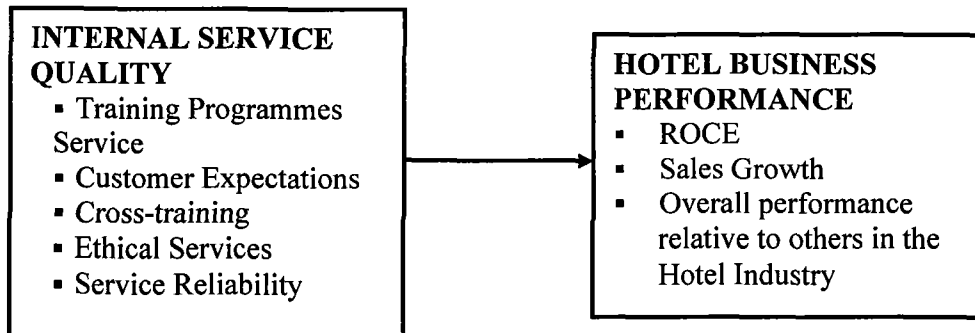 INTERNAL SERVICE
QUALITY
▪ Training Programmes
Service
▪ Customer Expectations
▪ Cross-training
▪ Ethical Services
▪ Service Reliability
HOTEL BUSINESS
PERFORMANCE
▪ ROCE
▪ Sales Growth
▪ Overall performance
relative to others in the
Hotel Industry